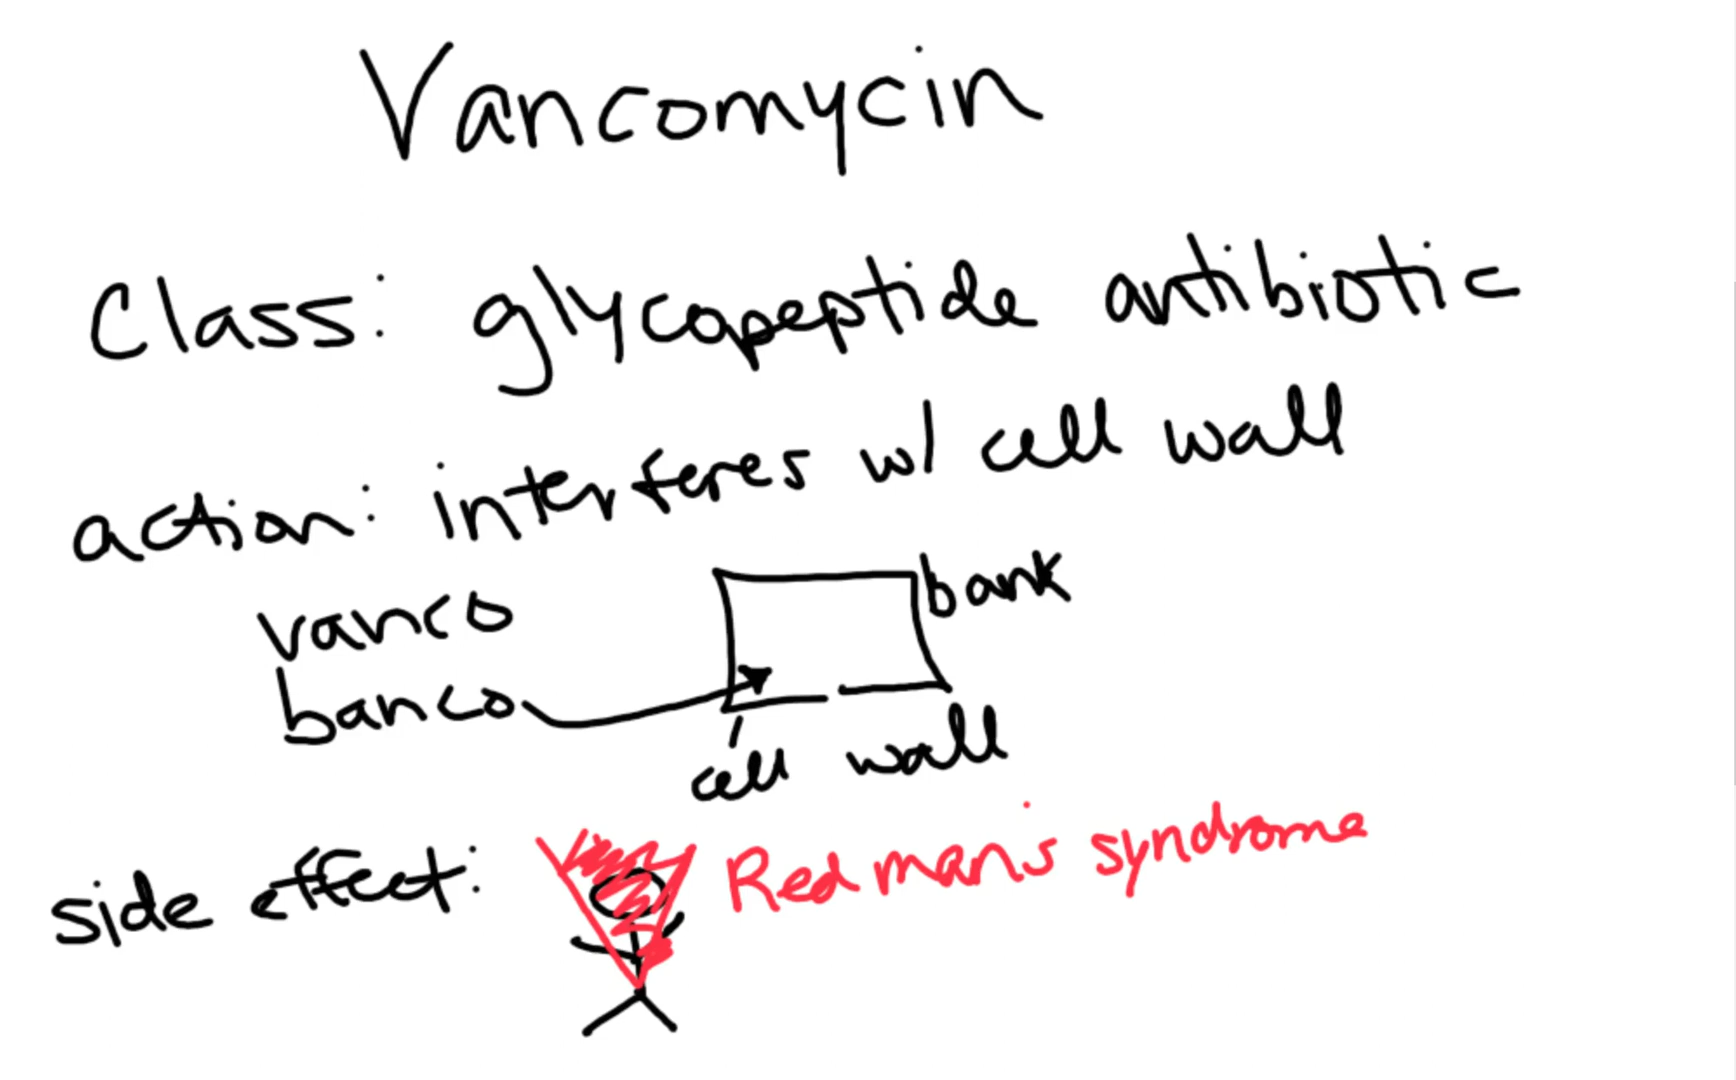 Vancomycin
Class: glycopeptide antibiotic
action: interferes w/ cell wall
vanco
bank
banco
cell wall
side effect: Red man's syndrome